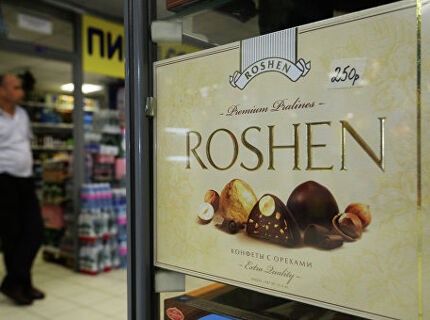 ПИ
ROSHEN
250р
Premium Pralines
ROSHEN
КОНФЕТЫ С ОРЕХАМИ
Extra Quality